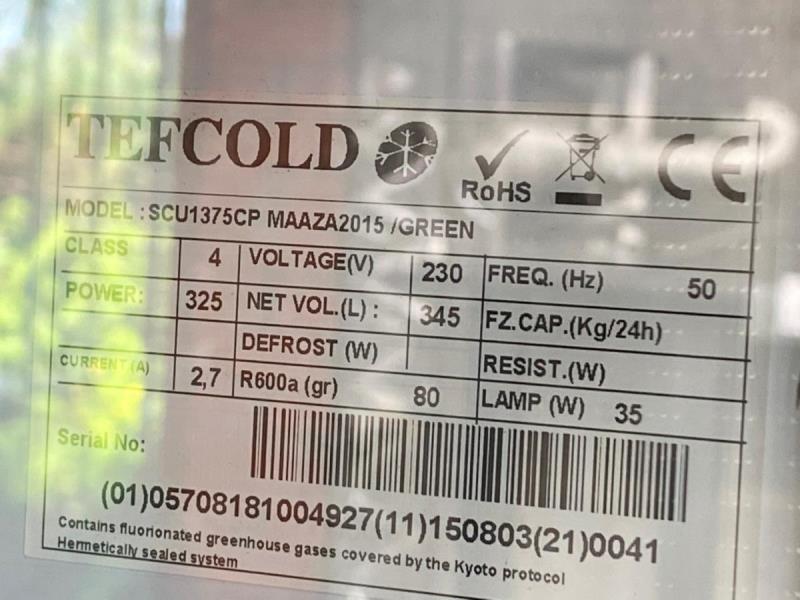 TEFCOLD
RoHS
CE
MODEL : SCU1375CP MAAZA2015 /GREEN
CLASS 4 VOLTAGE(V) 230 FREQ. (Hz) 50
POWER: 325 NET VOL.(L) : 345 FZ.CAP.(Kg/24h)
DEFROST (W) RESIST.(W)
CURRENT (A) 2,7 R600a (gr) 80 LAMP (W) 35
Serial No:
(01)05708181004927(11)150803(21)0041
Contains fluorionated greenhouse gases covered by the Kyoto protocol
Hermetically sealed system